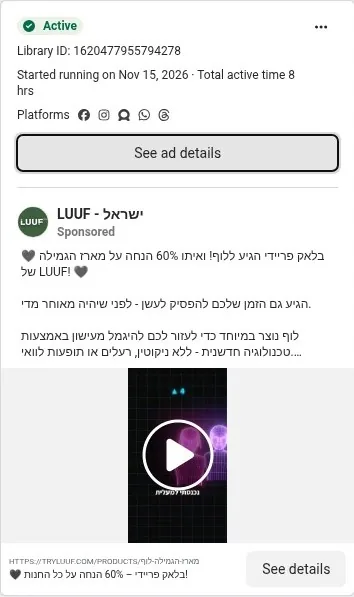 Active
Library ID: 1620477955794278
Started running on Nov 15, 2026 · Total active time 8
hrs
Platforms
See ad details
LUUF
LUUF - ישראל
Sponsored
🖤 בלאק פריידי הגיע ללוף! ואיתו 60% הנחה על מארז הגמילה
של LUUF! 🖤
הגיע גם הזמן שלכם להפסיק לעשן - לפני שיהיה מאוחר מדי.
לוף נוצר במיוחד כדי לעזור לכם להיגמל מעישון באמצעות
טכנולוגיה חדשנית - ללא ניקוטין, רעלים או תופעות לוואי....
נכנסתי למעלית
HTTPS://TRYLUUF.COM/PRODUCTS/מארז-הגמילה-לוף
🖤 בלאק פריידי – 60% הנחה על כל החנות!
See details